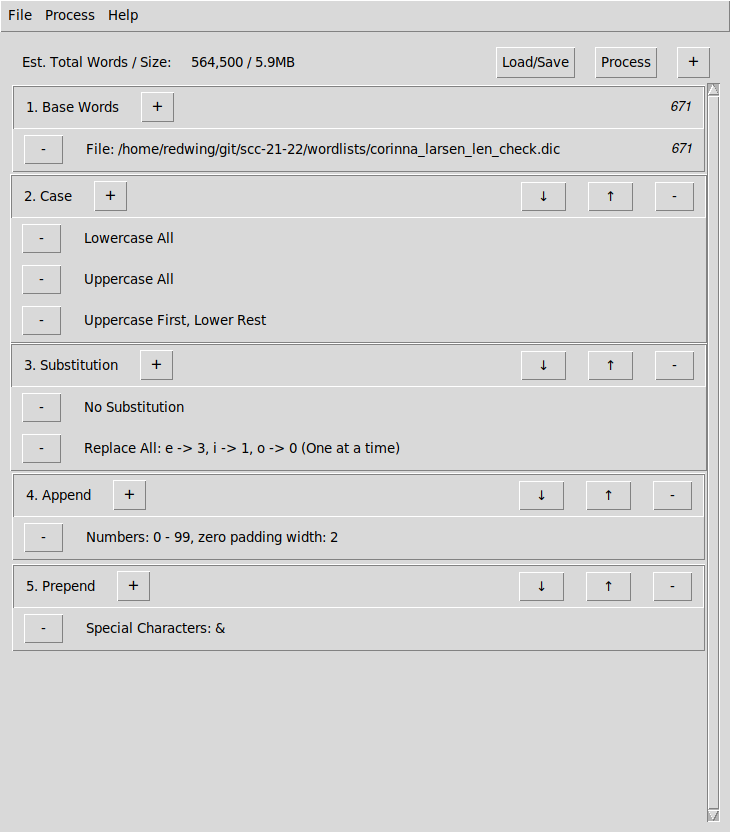 File Process Help
Est. Total Words / Size: 564,500 / 5.9MB Load/Save Process +
1. Base Words + 671
- File: /home/redwing/git/scc-21-22/wordlists/corinna_larsen_len_check.dic 671
2. Case + ↓ ↑ -
- Lowercase All
- Uppercase All
- Uppercase First, Lower Rest
3. Substitution + ↓ ↑ -
- No Substitution
- Replace All: e -> 3, i -> 1, o -> 0 (One at a time)
4. Append + ↓ ↑ -
- Numbers: 0 - 99, zero padding width: 2
5. Prepend + ↓ ↑ -
- Special Characters: &